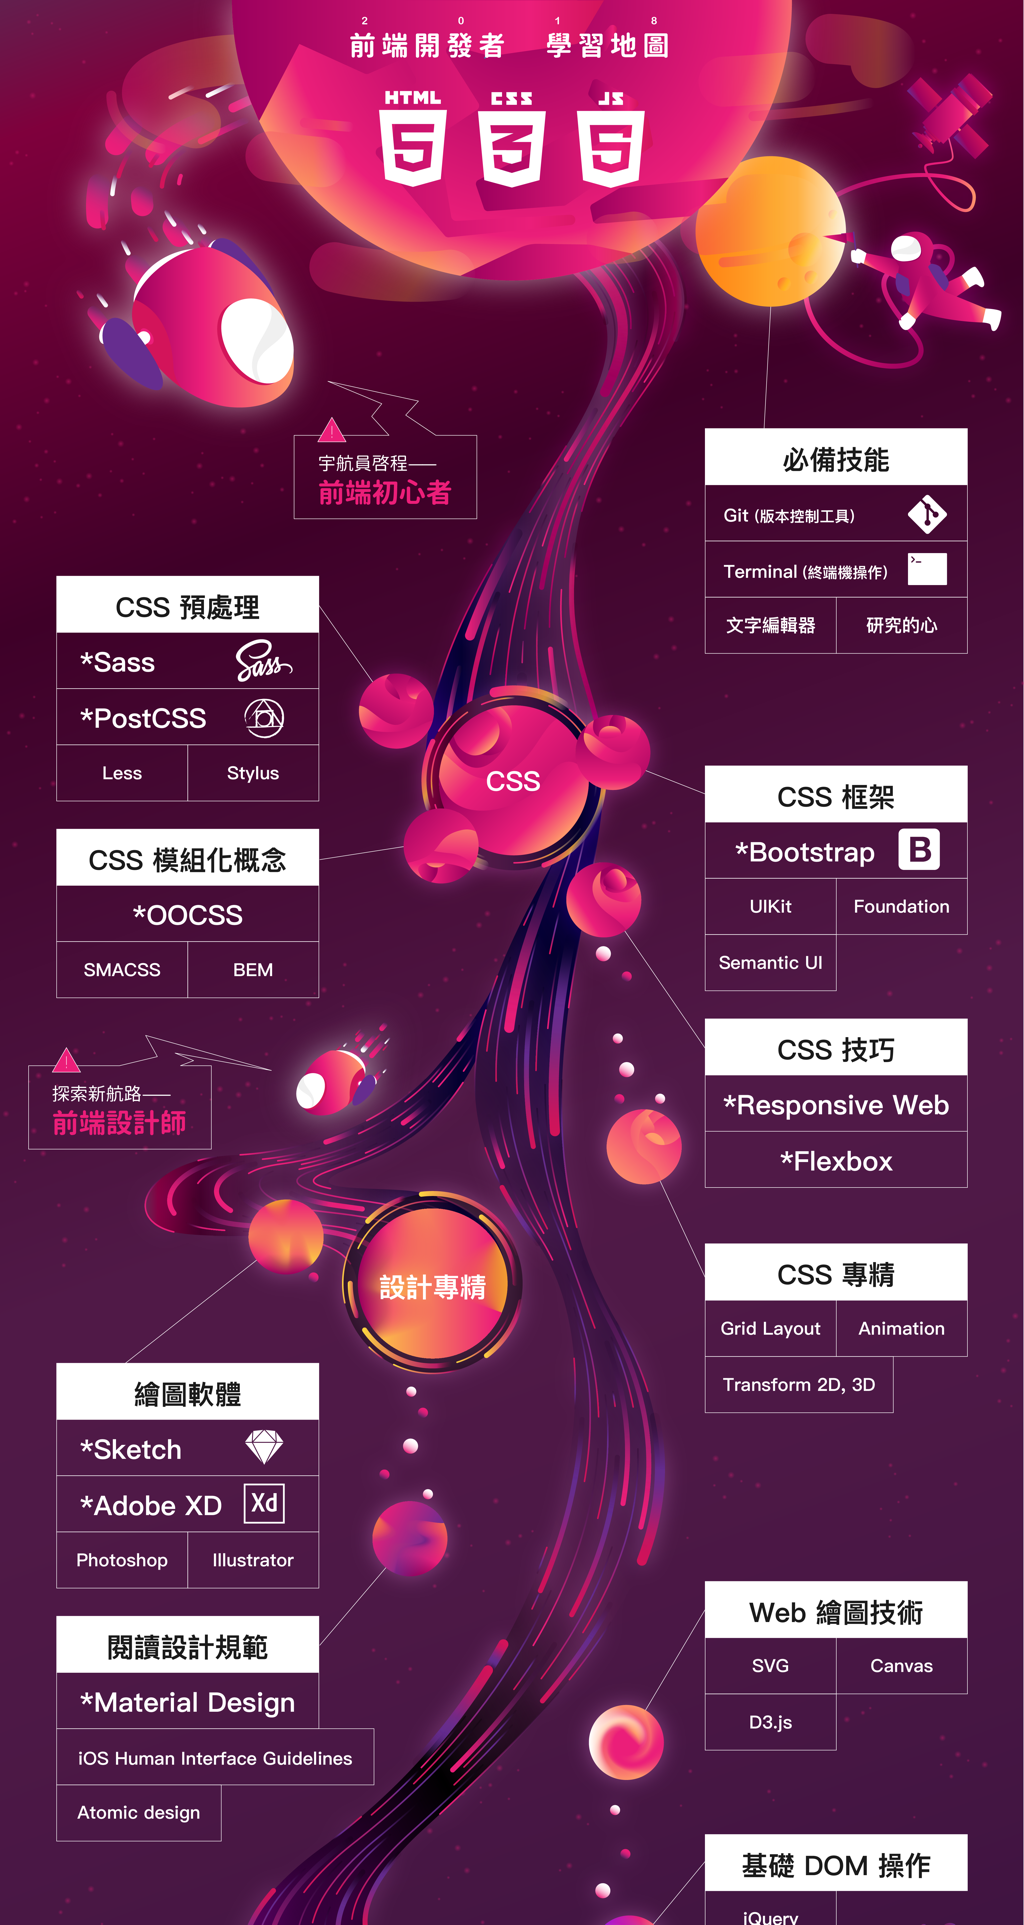 2 0 1 8
前端開發者 學習地圖
HTML CSS JS
5 3 5
宇航員啓程——
前端初心者
必備技能
Git (版本控制工具)
Terminal (終端機操作)
>_
文字編輯器 研究的心
CSS 預處理
*Sass Sass
*PostCSS
Less Stylus
CSS
CSS 框架
*Bootstrap B
UIKit Foundation
Semantic UI
CSS 模組化概念
*OOCSS
SMACSS BEM
CSS 技巧
*Responsive Web
*Flexbox
!
探索新航路——
前端設計師
設計專精
CSS 專精
Grid Layout Animation
Transform 2D, 3D
繪圖軟體
*Sketch
*Adobe XD Xd
Photoshop Illustrator
閱讀設計規範
*Material Design
iOS Human Interface Guidelines
Atomic design
Web 繪圖技術
SVG Canvas
D3.js
基礎 DOM 操作
jQuery